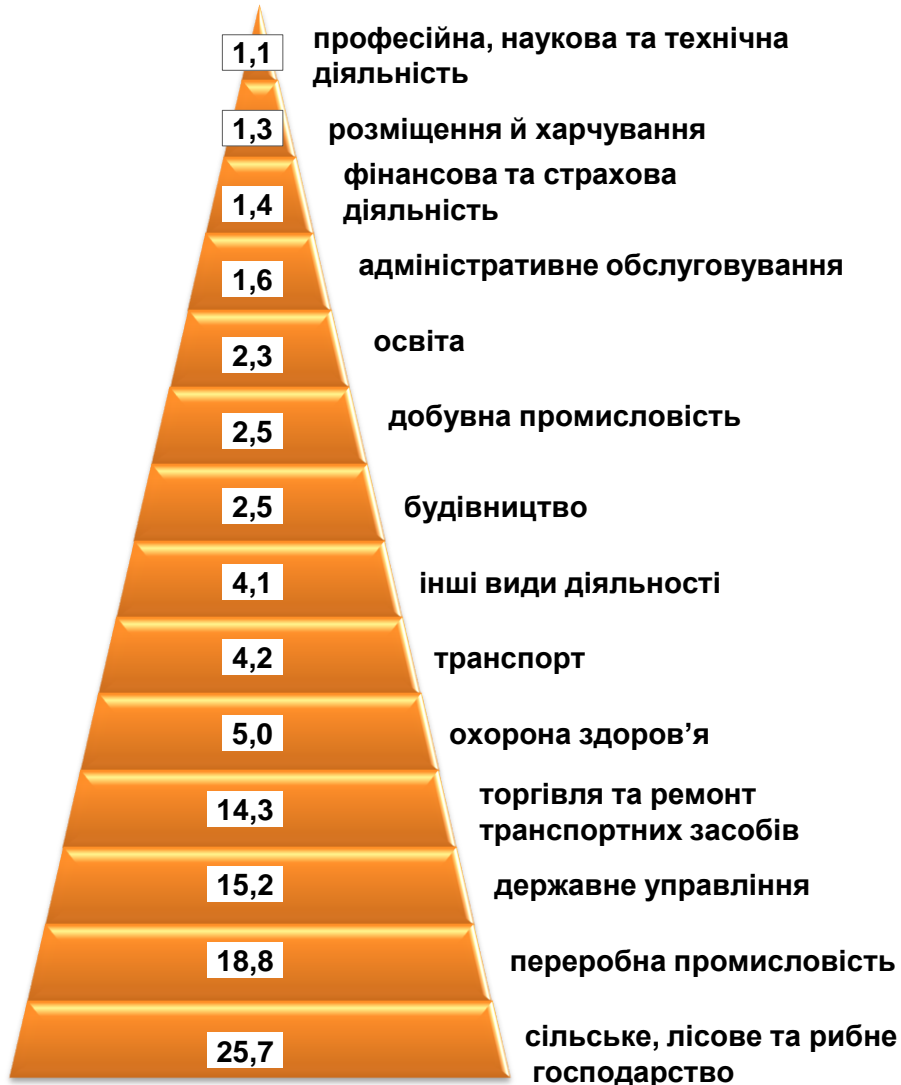 1,1
професійна, наукова та технічна
діяльність
1,3
розміщення й харчування
1,4
фінансова та страхова
діяльність
1,6
адміністративне обслуговування
2,3
освіта
2,5
добувна промисловість
2,5
будівництво
4,1
інші види діяльності
4,2
транспорт
5,0
охорона здоров’я
14,3
торгівля та ремонт
транспортних засобів
15,2
державне управління
18,8
переробна промисловість
25,7
сільське, лісове та рибне
господарство